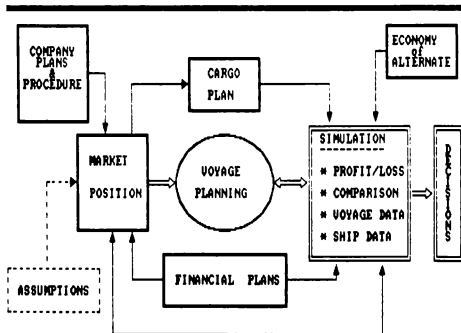 COMPANY
PLANS
&
PROCEDURE
ECONOMY
of
ALTERNATE
CARGO
PLAN
MARKET
POSITION
VOYAGE
PLANNING
SIMULATION
* PROFIT/LOSS
* COMPARISON
* VOYAGE DATA
* SHIP DATA
DECISIONS
ASSUMPTIONS
FINANCIAL PLANS